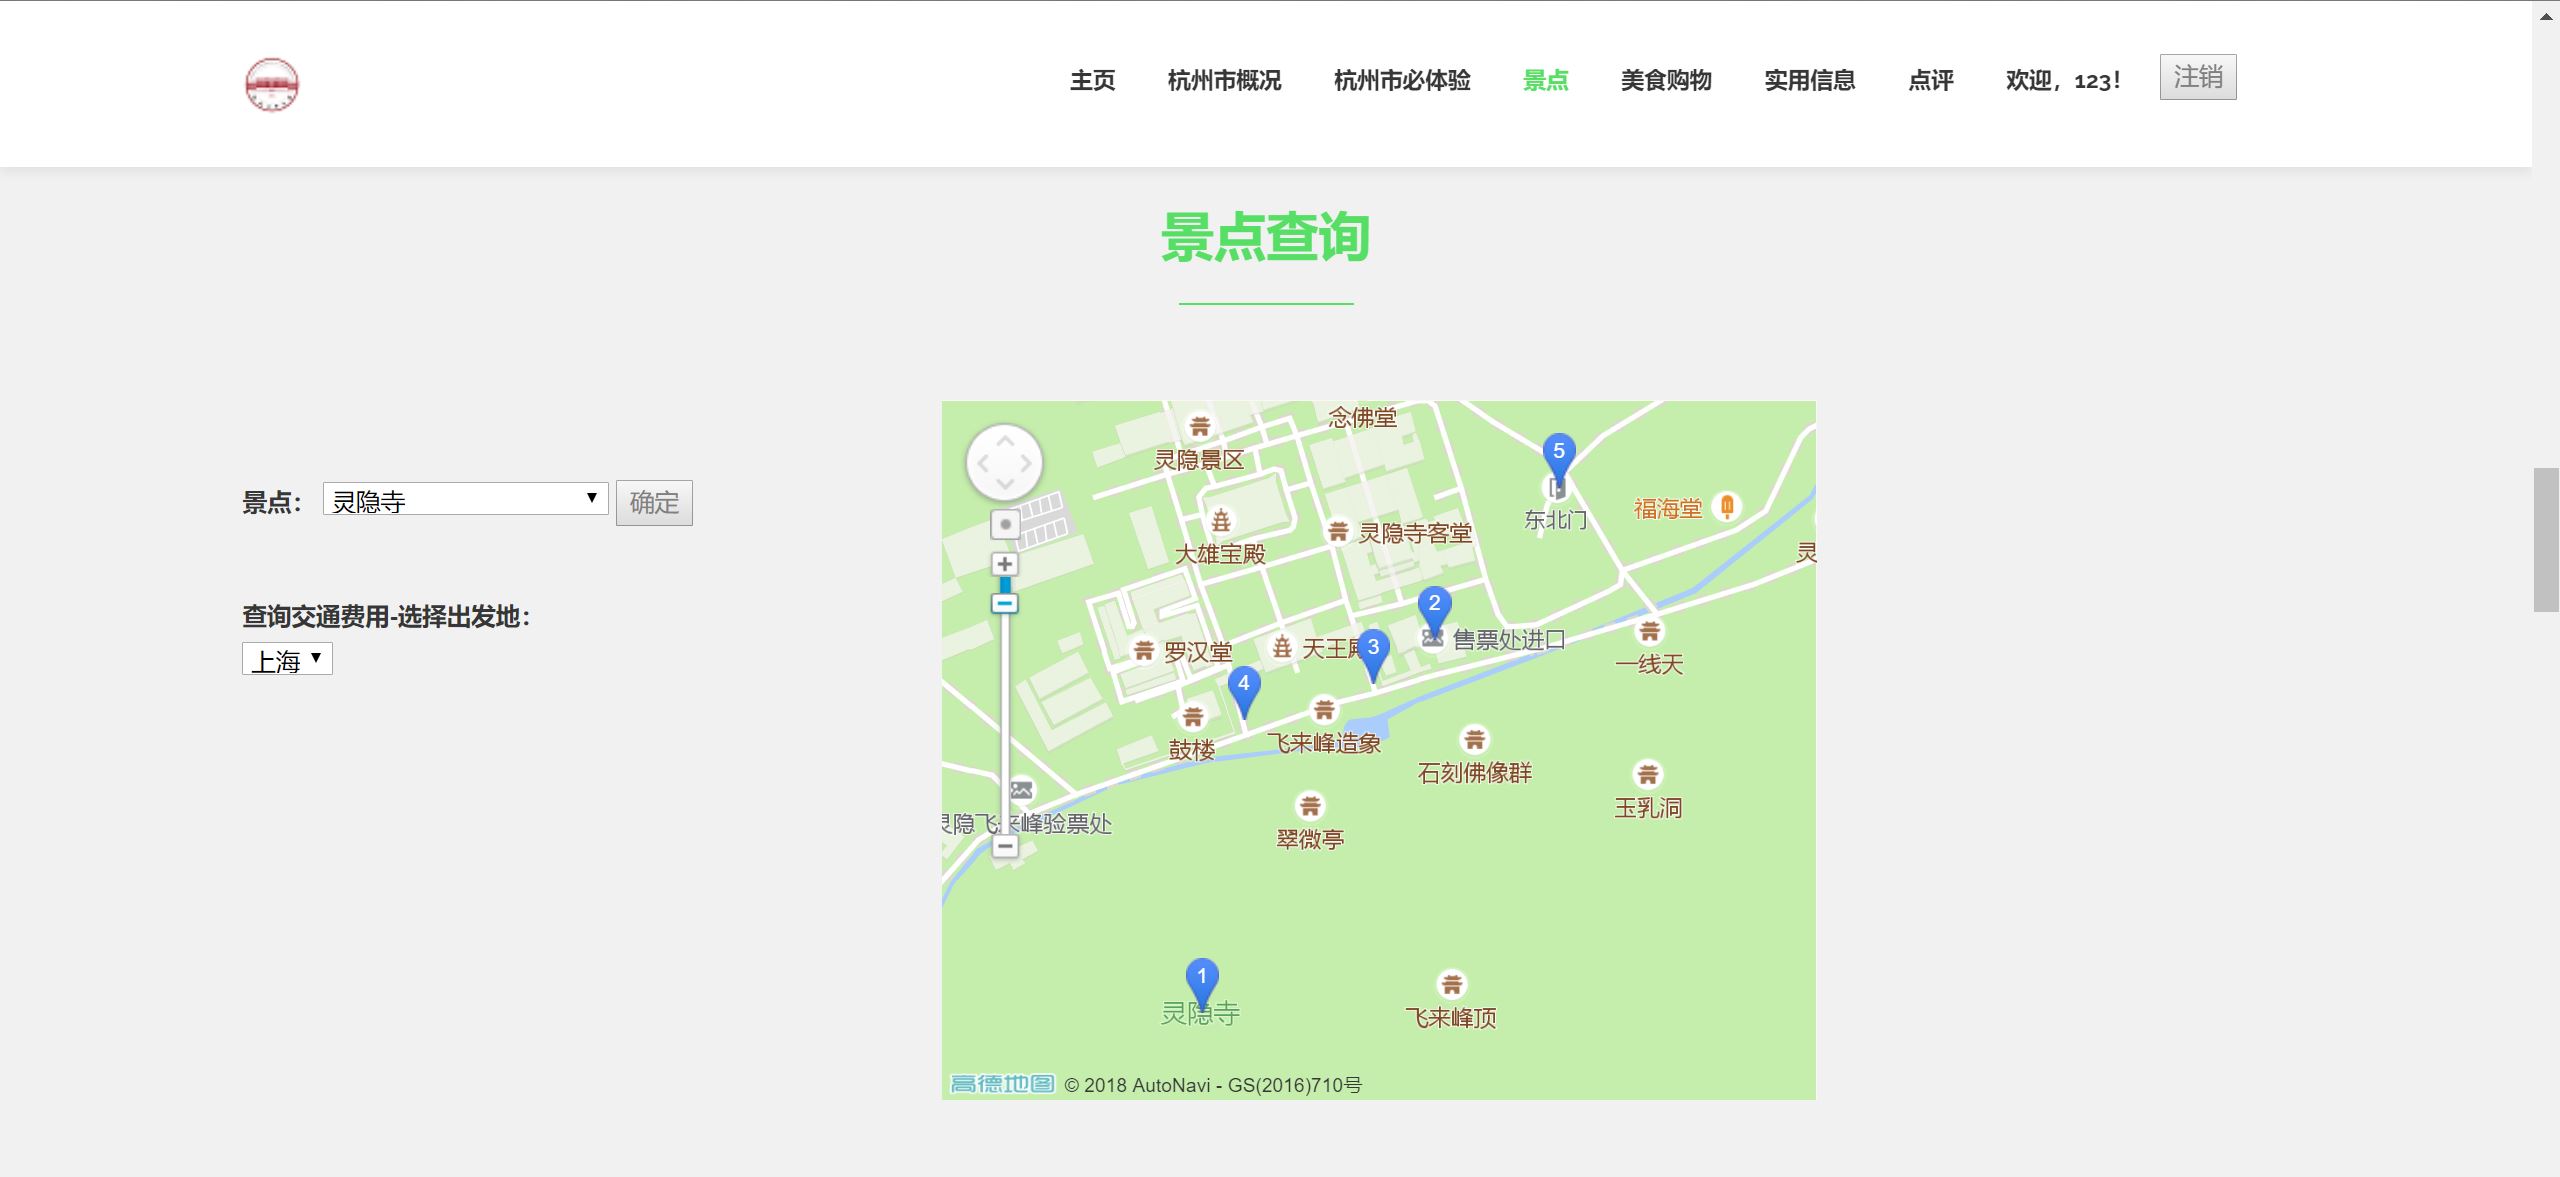 主页 杭州市概况 杭州市必体验 景点 美食购物 实用信息 点评 欢迎，123！ 注销
景点查询
景点： 灵隐寺 确定
查询交通费用-选择出发地：
上海
念佛堂
灵隐景区
5
东北门
福海堂
灵隐寺客堂
大雄宝殿
灵
2
售票处进口
罗汉堂
天王殿
3
一线天
4
鼓楼
飞来峰造象
石刻佛像群
玉乳洞
灵隐飞来峰验票处
翠微亭
1
灵隐寺
飞来峰顶
高德地图 © 2018 AutoNavi - GS(2016)710号